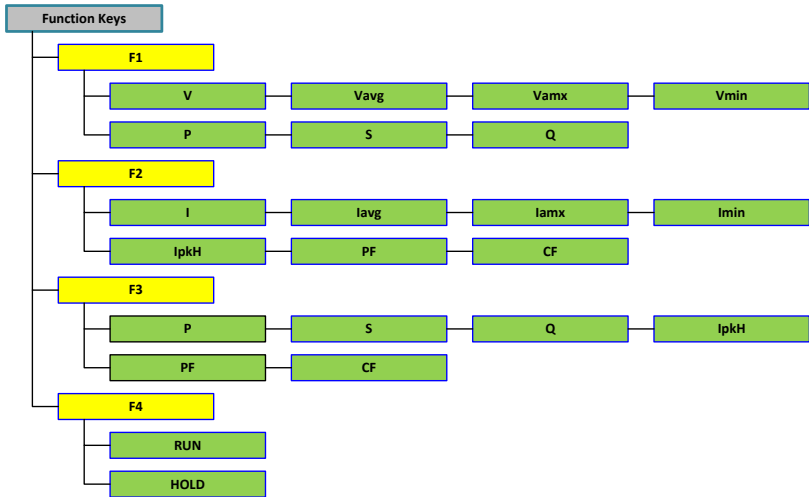 Function Keys
F1
V Vavg Vamx Vmin
P S Q
F2
I Iavg Iamx Imin
IpkH PF CF
F3
P S Q IpkH
PF CF
F4
RUN
HOLD